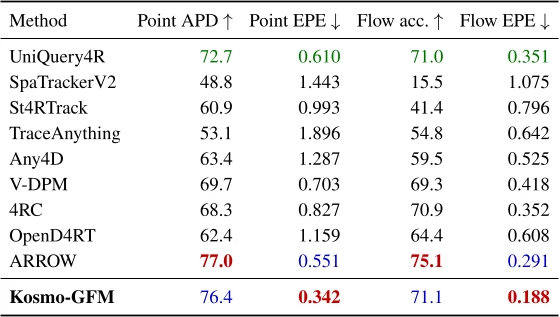 Method Point APD ↑ Point EPE ↓ Flow acc. ↑ Flow EPE ↓
UniQuery4R 72.7 0.610 71.0 0.351
SpaTrackerV2 48.8 1.443 15.5 1.075
St4RTrack 60.9 0.993 41.4 0.796
TraceAnything 53.1 1.896 54.8 0.642
Any4D 63.4 1.287 59.5 0.525
V-DPM 69.7 0.703 69.3 0.418
4RC 68.3 0.827 70.9 0.352
OpenD4RT 62.4 1.159 64.4 0.608
ARROW 77.0 0.551 75.1 0.291
Kosmo-GFM 76.4 0.342 71.1 0.188